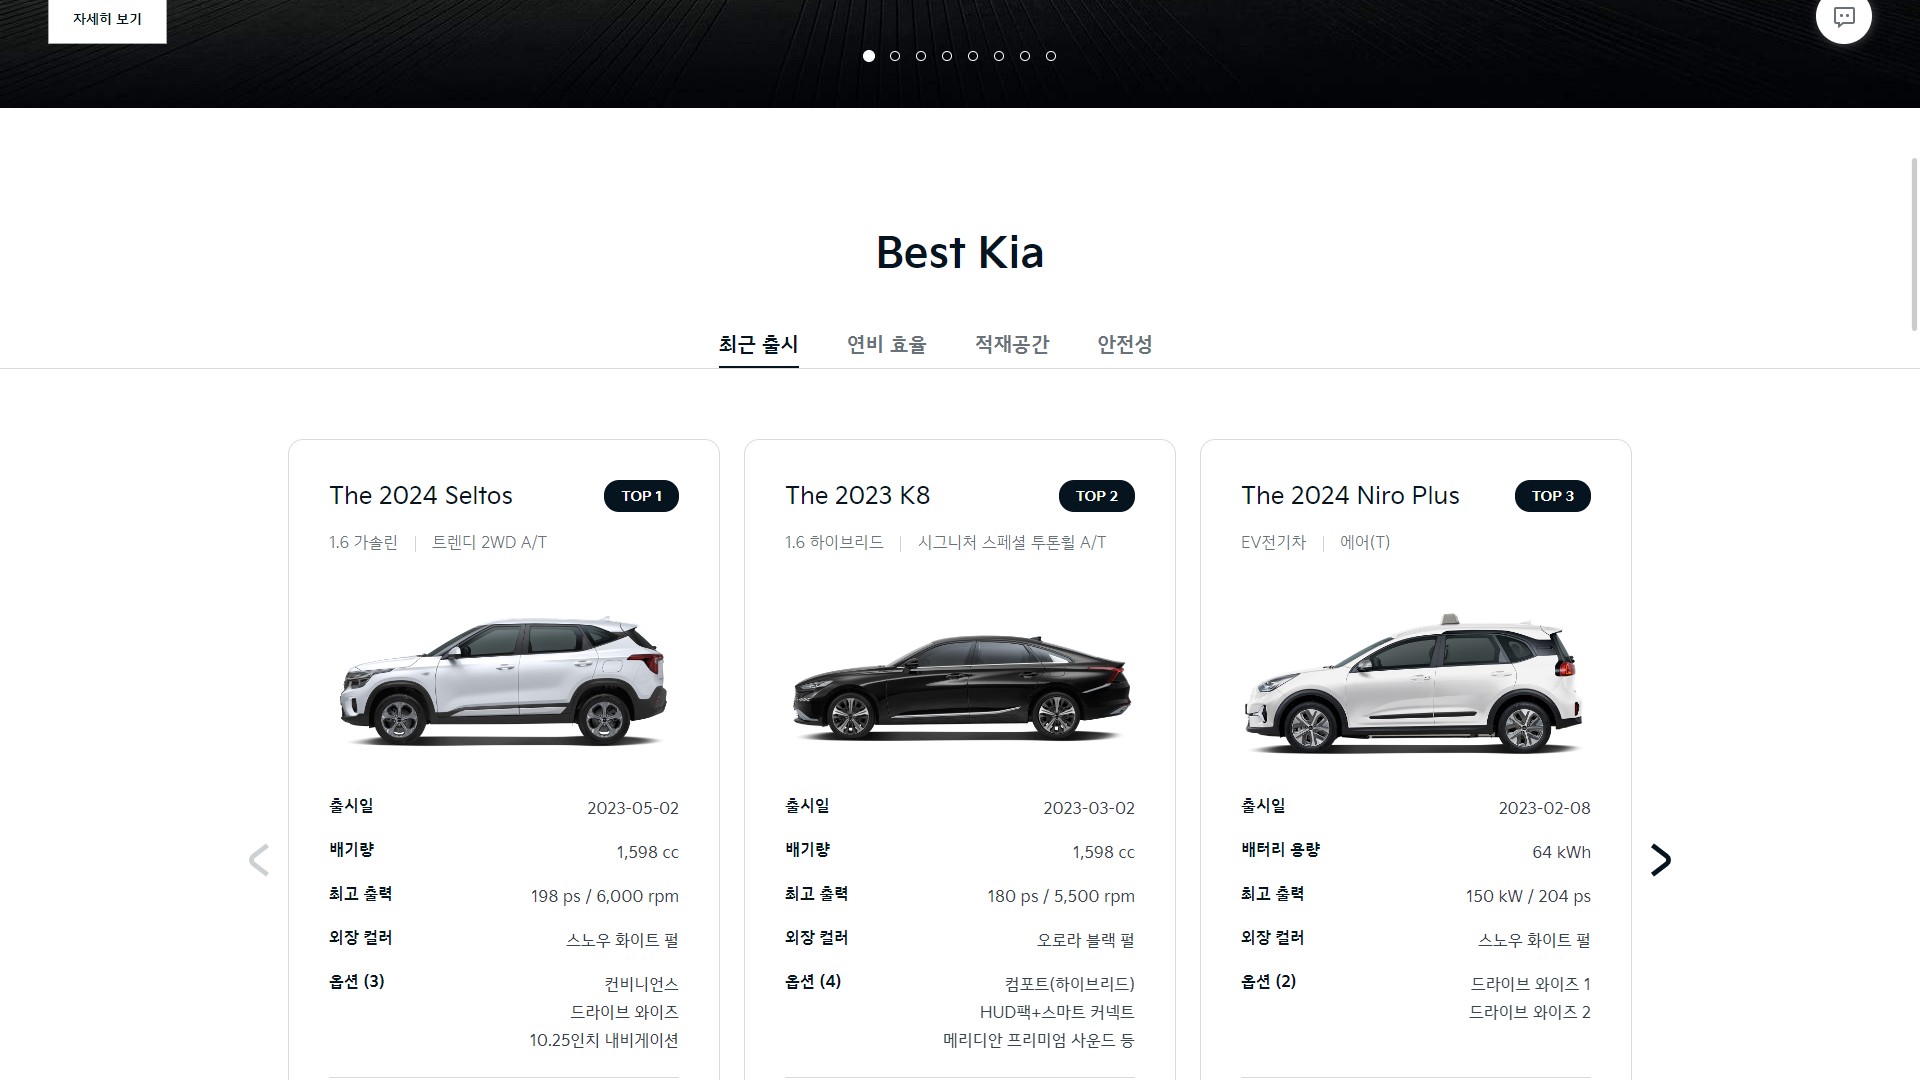 자세히 보기
Best Kia
최근 출시
연비 효율
적재공간
안전성
The 2024 Seltos
TOP 1
1.6 가솔린
트렌디 2WD A/T
출시일
2023-05-02
배기량
1,598 cc
최고 출력
198 ps / 6,000 rpm
외장 컬러
스노우 화이트 펄
옵션 (3)
컨비니언스
드라이브 와이즈
10.25인치 내비게이션
The 2023 K8
TOP 2
1.6 하이브리드
시그니처 스페셜 투톤휠 A/T
출시일
2023-03-02
배기량
1,598 cc
최고 출력
180 ps / 5,500 rpm
외장 컬러
오로라 블랙 펄
옵션 (4)
컴포트(하이브리드)
HUD팩+스마트 커넥트
메리디안 프리미엄 사운드 등
The 2024 Niro Plus
TOP 3
EV전기차
에어(T)
출시일
2023-02-08
배터리 용량
64 kWh
최고 출력
150 kW / 204 ps
외장 컬러
스노우 화이트 펄
옵션 (2)
드라이브 와이즈 1
드라이브 와이즈 2